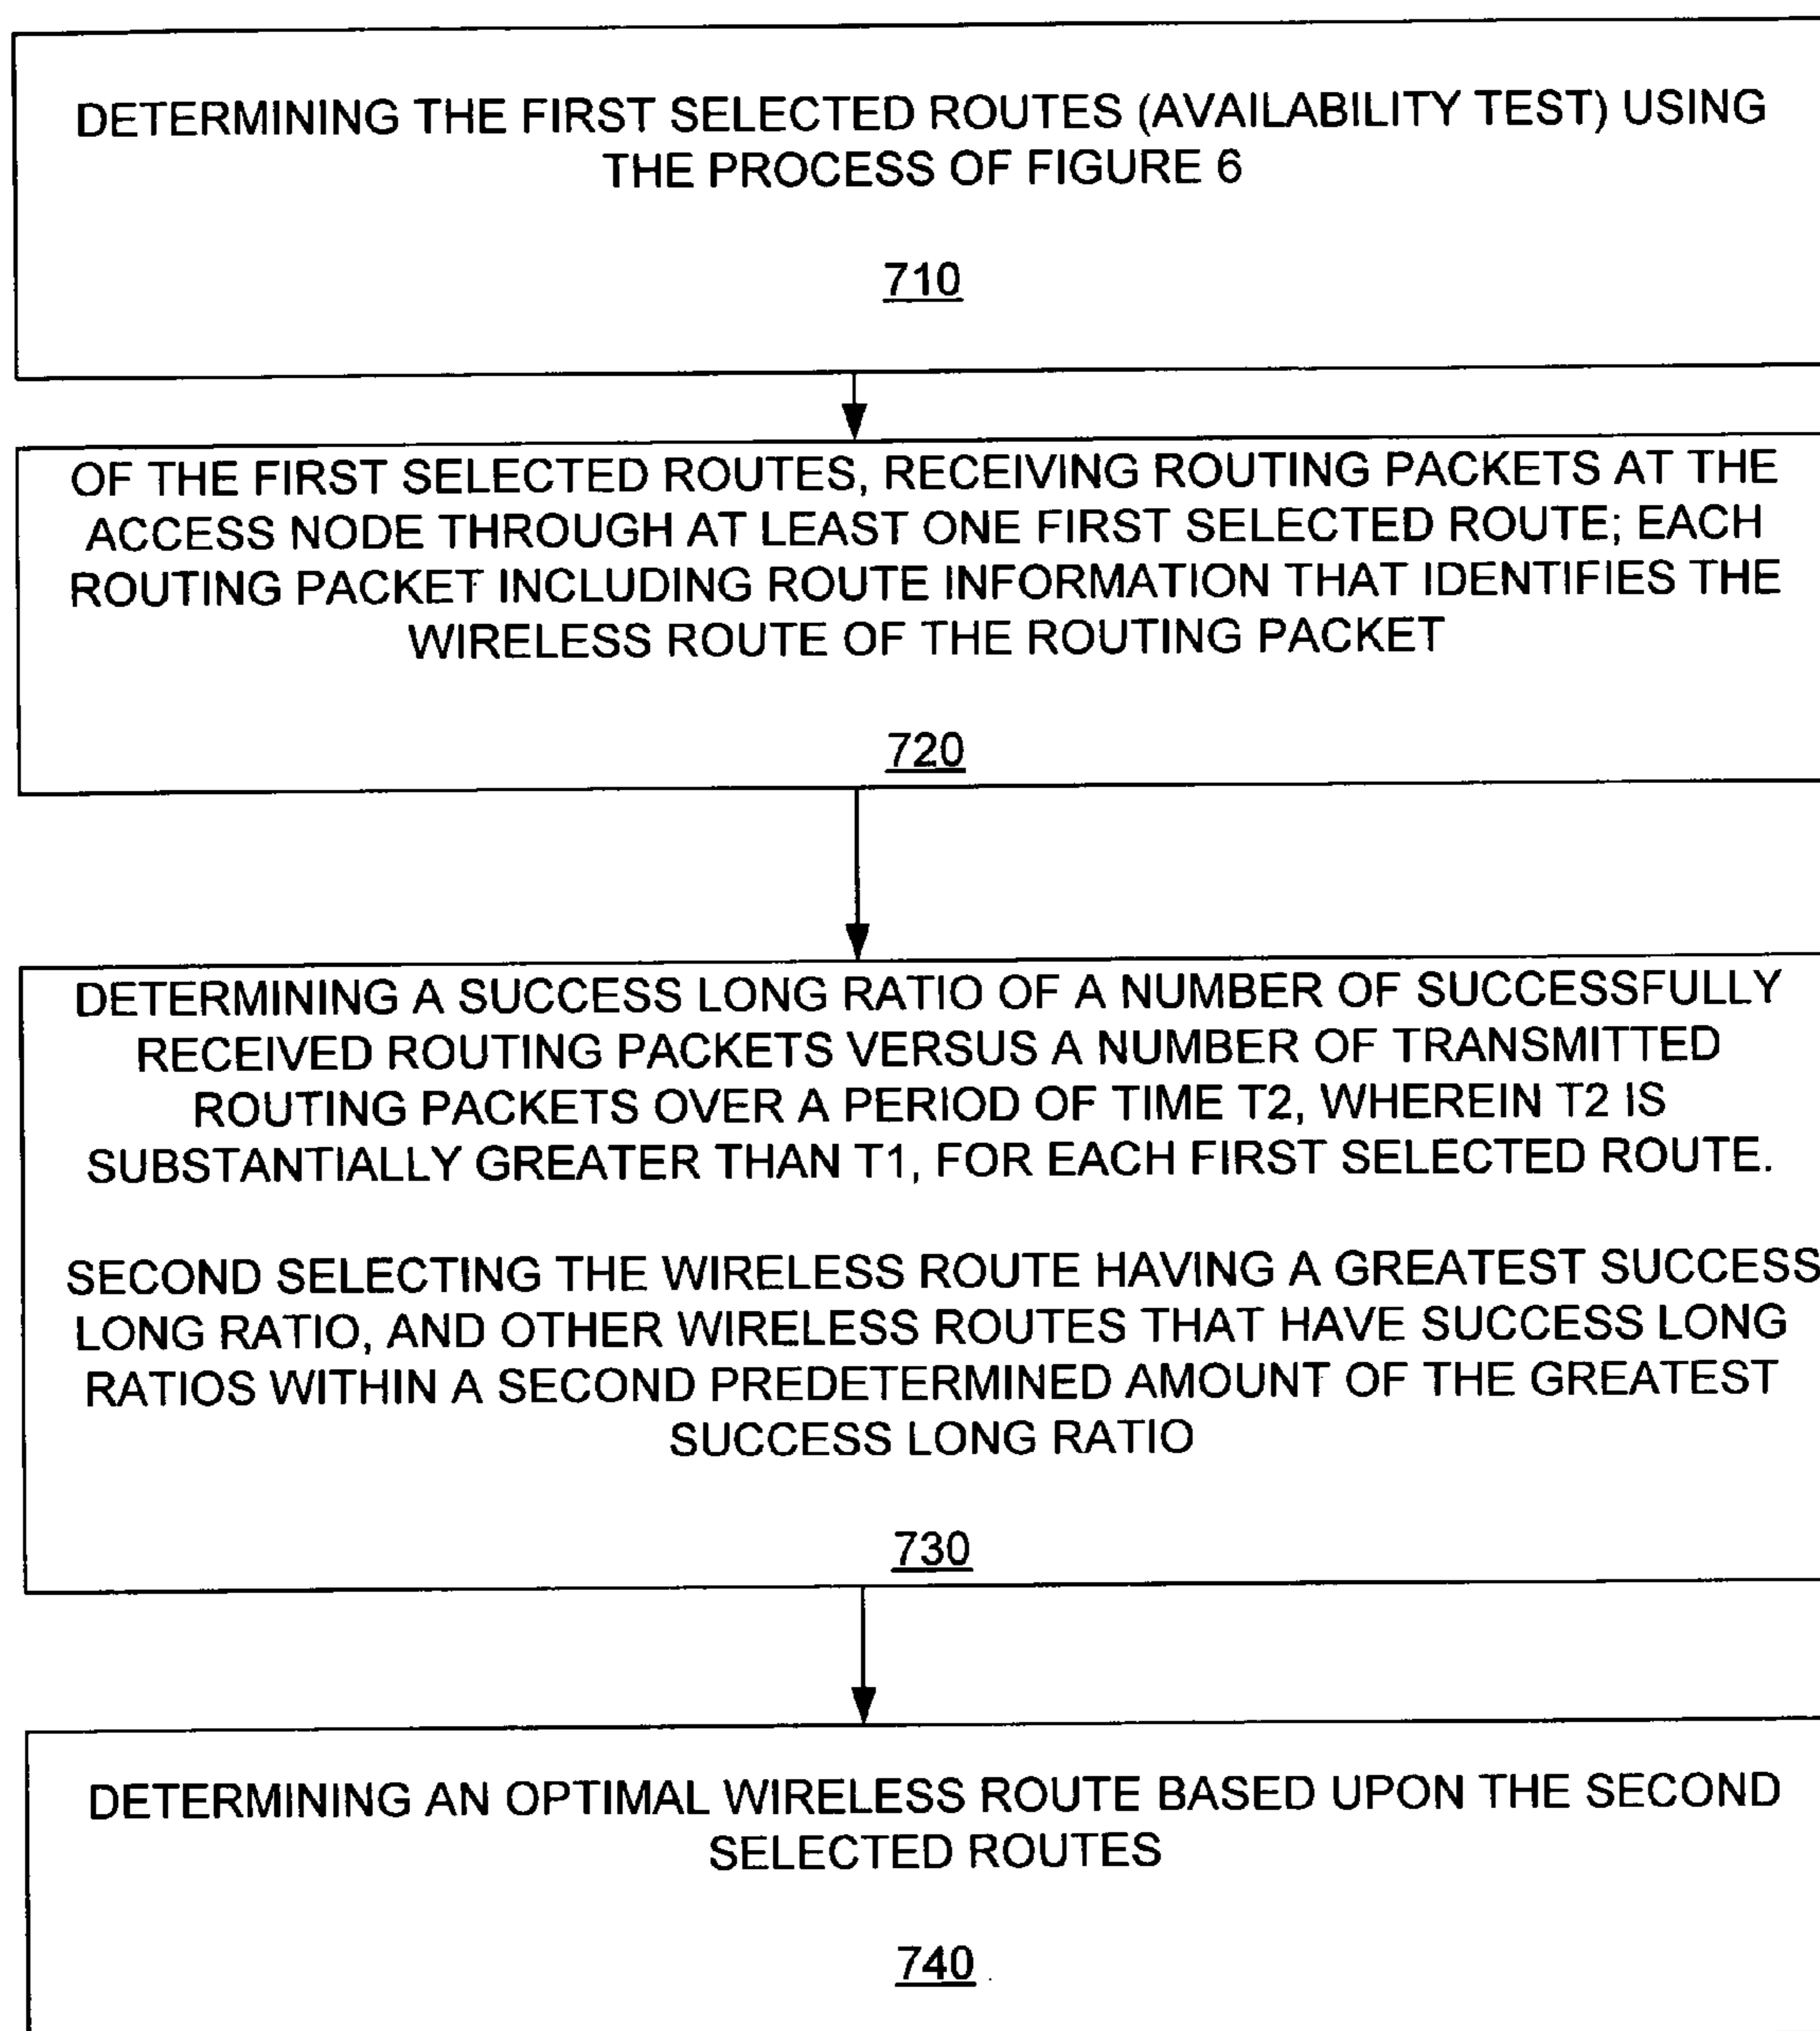 DETERMINING THE FIRST SELECTED ROUTES (AVAILABILITY TEST) USING
THE PROCESS OF FIGURE 6
710
OF THE FIRST SELECTED ROUTES, RECEIVING ROUTING PACKETS AT THE
ACCESS NODE THROUGH AT LEAST ONE FIRST SELECTED ROUTE; EACH
ROUTING PACKET INCLUDING ROUTE INFORMATION THAT IDENTIFIES THE
WIRELESS ROUTE OF THE ROUTING PACKET
720
DETERMINING A SUCCESS LONG RATIO OF A NUMBER OF SUCCESSFULLY
RECEIVED ROUTING PACKETS VERSUS A NUMBER OF TRANSMITTED
ROUTING PACKETS OVER A PERIOD OF TIME T2, WHEREIN T2 IS
SUBSTANTIALLY GREATER THAN T1, FOR EACH FIRST SELECTED ROUTE.
SECOND SELECTING THE WIRELESS ROUTE HAVING A GREATEST SUCCESS
LONG RATIO, AND OTHER WIRELESS ROUTES THAT HAVE SUCCESS LONG
RATIOS WITHIN A SECOND PREDETERMINED AMOUNT OF THE GREATEST
SUCCESS LONG RATIO
730
DETERMINING AN OPTIMAL WIRELESS ROUTE BASED UPON THE SECOND
SELECTED ROUTES
740